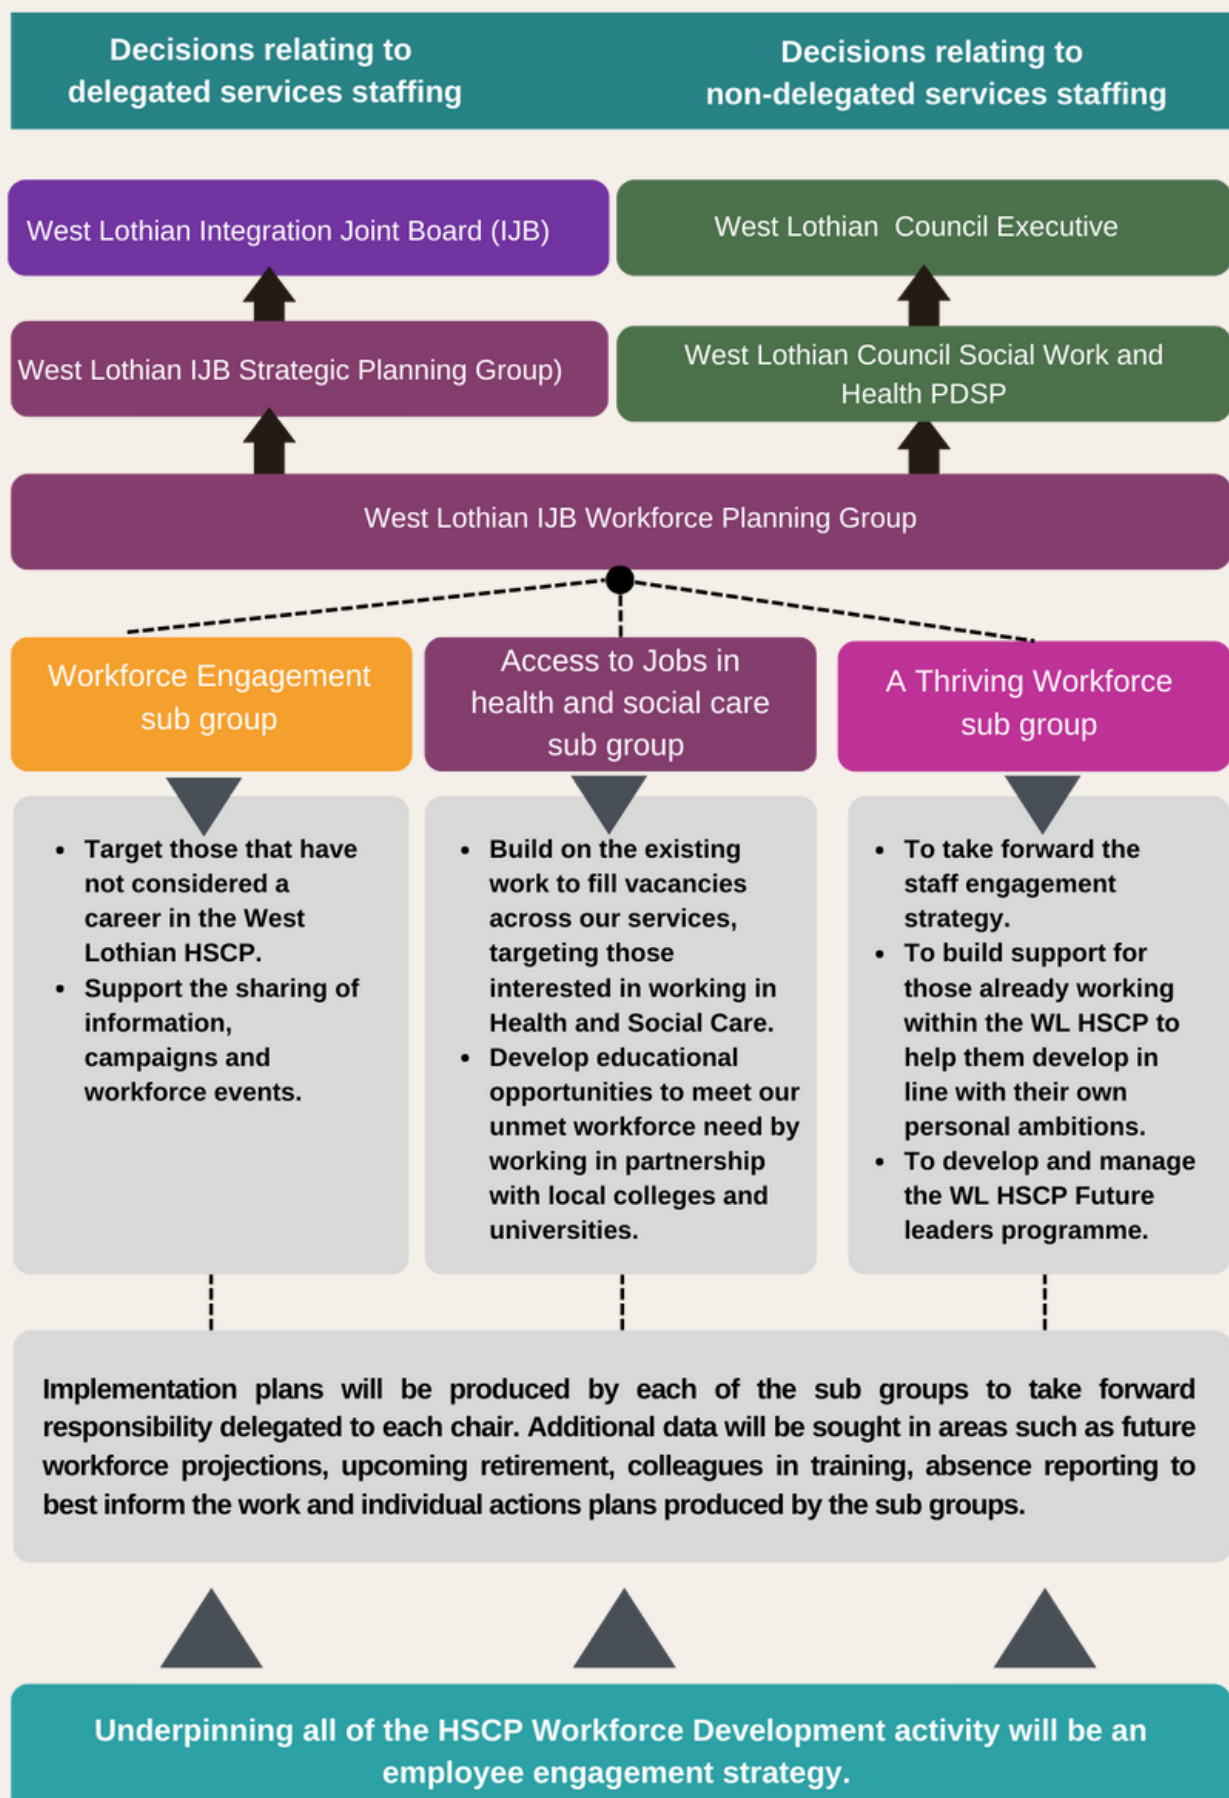 Decisions relating to
delegated services staffing
Decisions relating to
non-delegated services staffing
West Lothian Integration Joint Board (IJB)
West Lothian Council Executive
West Lothian IJB Strategic Planning Group)
West Lothian Council Social Work and
Health PDSP
West Lothian IJB Workforce Planning Group
Workforce Engagement
sub group
Access to Jobs in
health and social care
sub group
A Thriving Workforce
sub group
• Target those that have
not considered a
career in the West
Lothian HSCP.
• Support the sharing of
information,
campaigns and
workforce events.
• Build on the existing
work to fill vacancies
across our services,
targeting those
interested in working in
Health and Social Care.
• Develop educational
opportunities to meet our
unmet workforce need by
working in partnership
with local colleges and
universities.
• To take forward the
staff engagement
strategy.
• To build support for
those already working
within the WL HSCP to
help them develop in
line with their own
personal ambitions.
• To develop and manage
the WL HSCP Future
leaders programme.
Implementation plans will be produced by each of the sub groups to take forward
responsibility delegated to each chair. Additional data will be sought in areas such as future
workforce projections, upcoming retirement, colleagues in training, absence reporting to
best inform the work and individual actions plans produced by the sub groups.
Underpinning all of the HSCP Workforce Development activity will be an
employee engagement strategy.